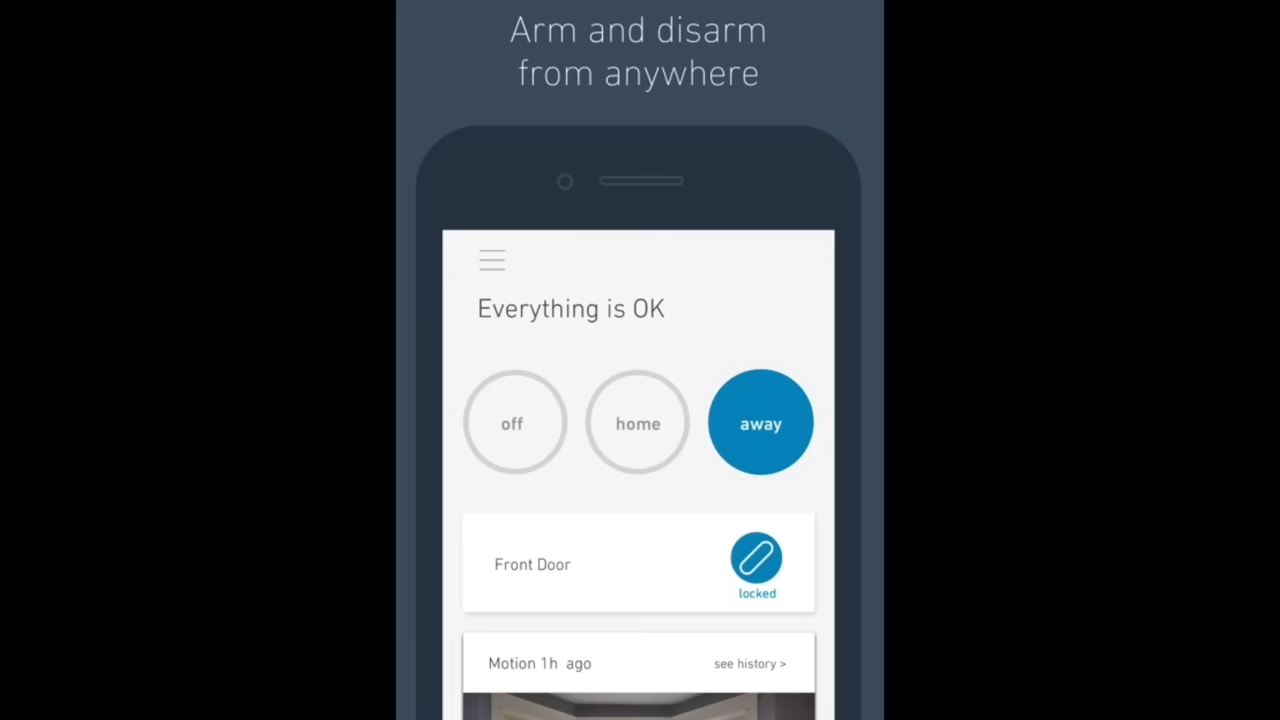 Arm and disarm
from anywhere
Everything is OK
off
home
away
Front Door
locked
Motion 1h ago
see history >